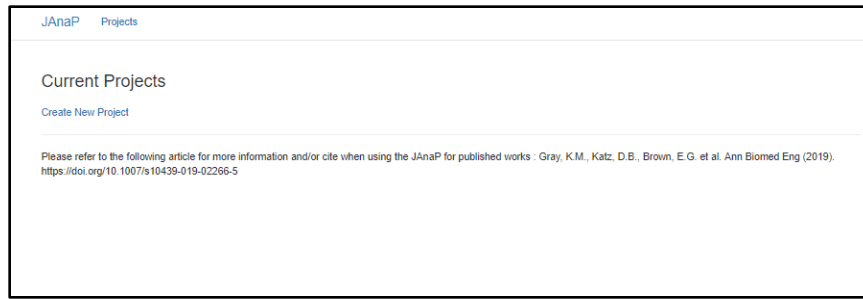 JAnaP Projects
Current Projects
Create New Project
Please refer to the following article for more information and/or cite when using the JAnaP for published works : Gray, K.M., Katz, D.B., Brown, E.G. et al. Ann Biomed Eng (2019).
https://doi.org/10.1007/s10439-019-02266-5